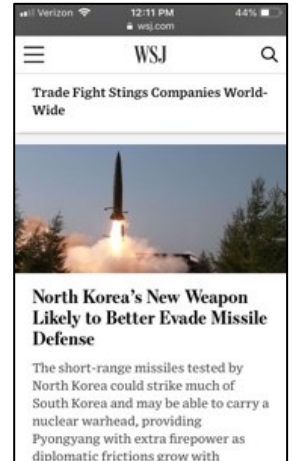 Verizon 12:11 PM 44%
wsj.com
WSJ
Trade Fight Stings Companies World-
Wide
North Korea's New Weapon
Likely to Better Evade Missile
Defense
The short-range missiles tested by
North Korea could strike much of
South Korea and may be able to carry a
nuclear warhead, providing
Pyongyang with extra firepower as
diplomatic frictions grow with